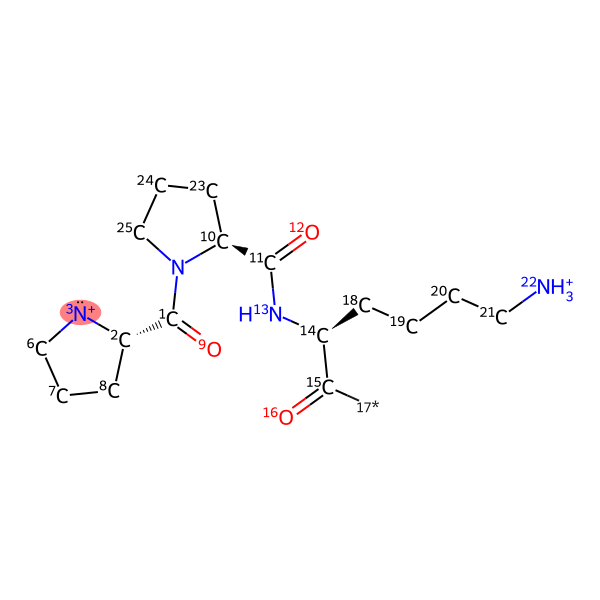 24C 23C
25C 10C 12O
N 11C
3N+ 1C H13N 18C 20C 22NH3+
2C 14C 19C 21C
6C 9O
7C 8C 15C
16O 17*